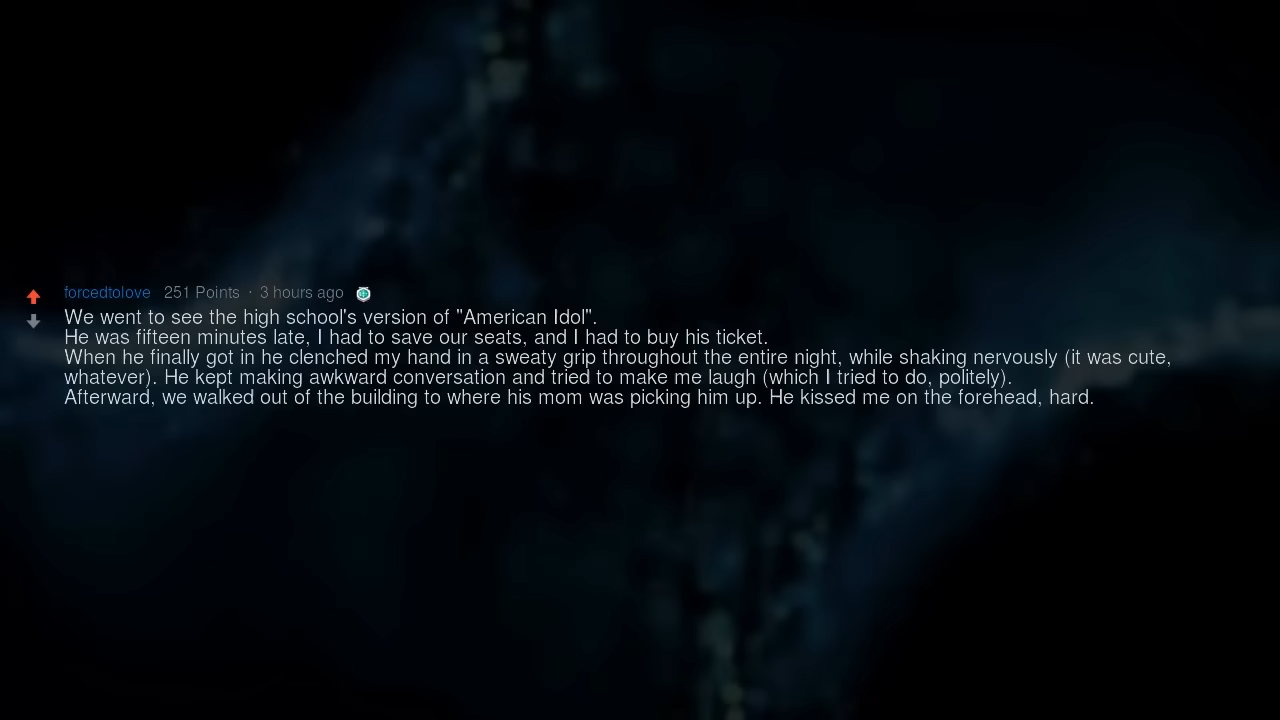 forcedtolove 251 Points · 3 hours ago
We went to see the high school's version of "American Idol".
He was fifteen minutes late, I had to save our seats, and I had to buy his ticket.
When he finally got in he clenched my hand in a sweaty grip throughout the entire night, while shaking nervously (it was cute,
whatever). He kept making awkward conversation and tried to make me laugh (which I tried to do, politely).
Afterward, we walked out of the building to where his mom was picking him up. He kissed me on the forehead, hard.